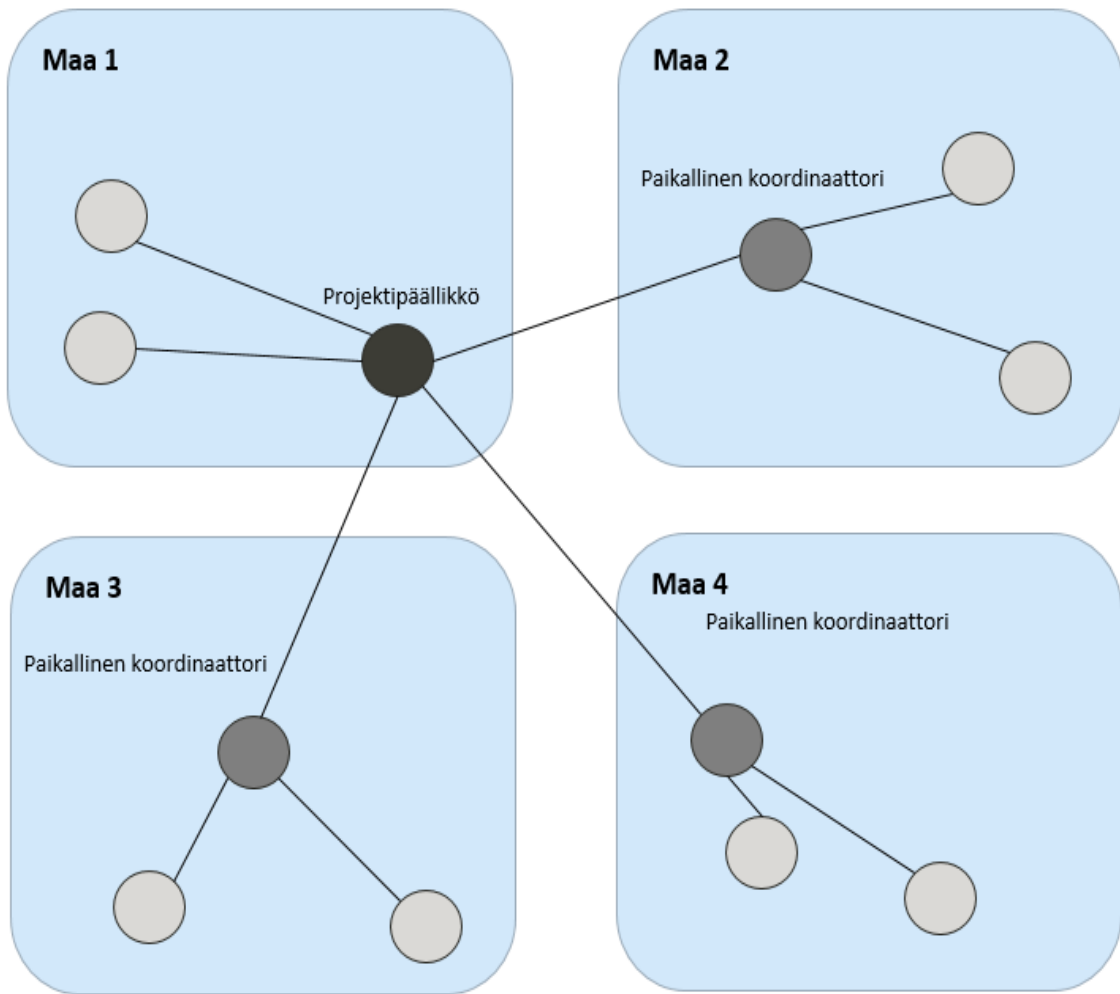 Maa 1
Projektipäällikkö
Maa 2
Paikallinen koordinaattori
Maa 3
Paikallinen koordinaattori
Maa 4
Paikallinen koordinaattori